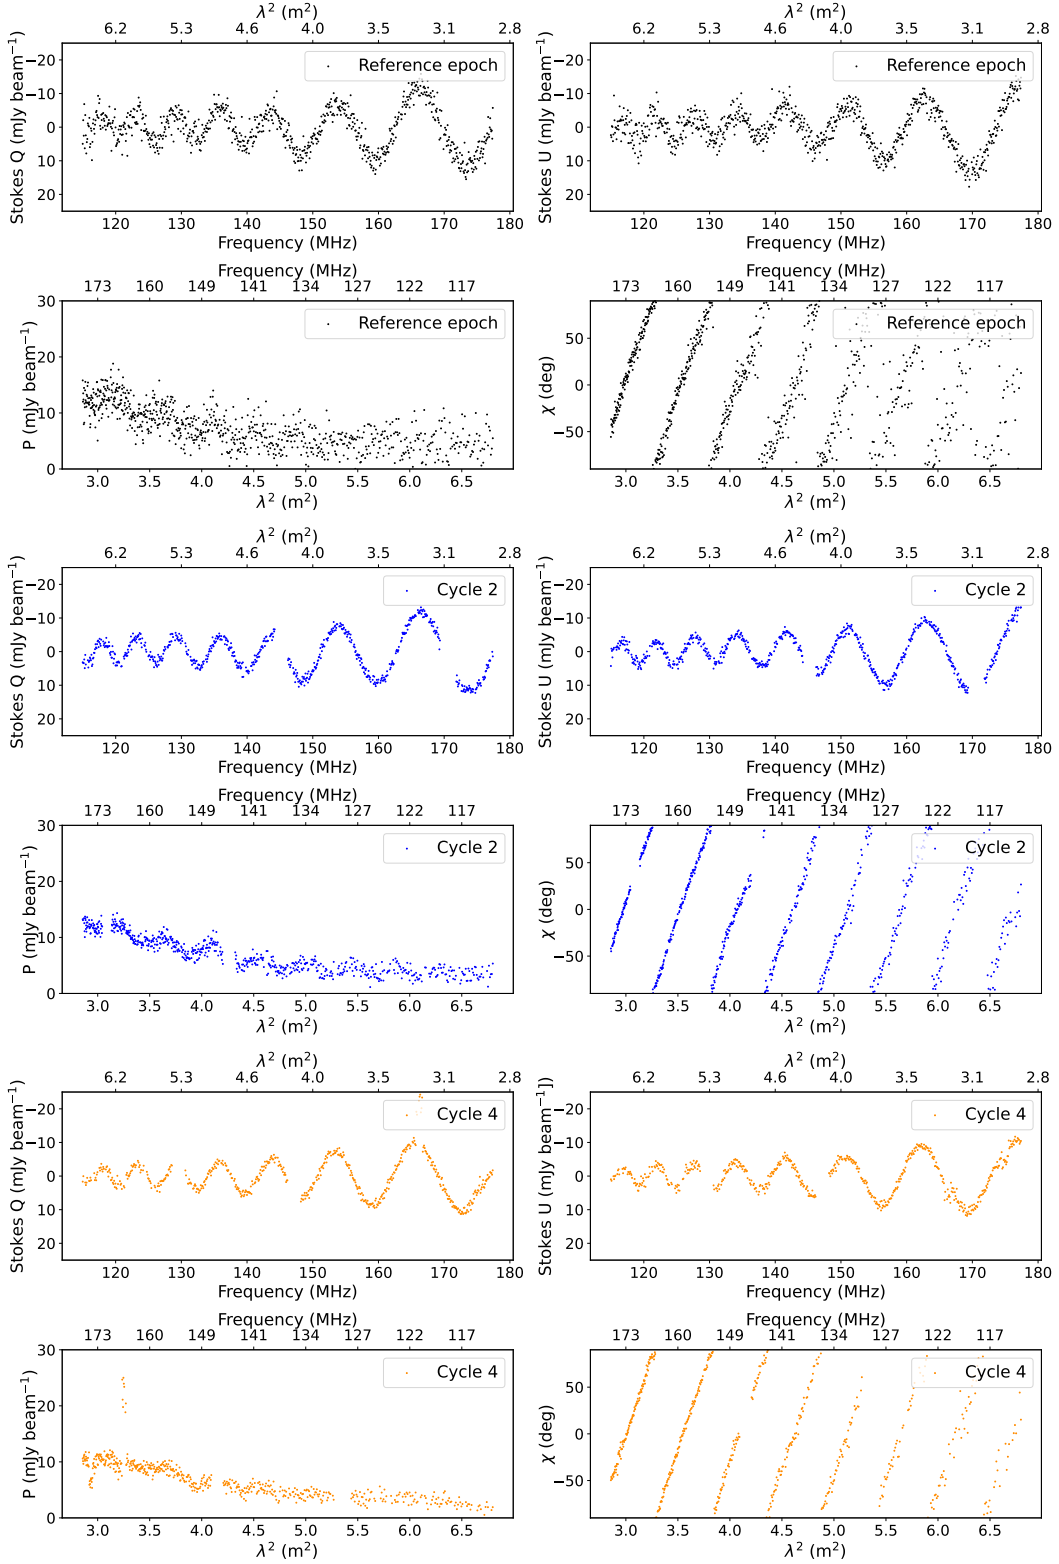 λ² (m²) λ² (m²)
6.2 5.3 4.6 4.0 3.5 3.1 2.8 6.2 5.3 4.6 4.0 3.5 3.1 2.8
Stokes Q (mJy beam⁻¹) −20 −10 0 10 20 Reference epoch Stokes U (mJy beam⁻¹) −20 −10 0 10 20 Reference epoch
120 130 140 150 160 170 180 120 130 140 150 160 170 180
Frequency (MHz) Frequency (MHz)
Frequency (MHz) Frequency (MHz)
173 160 149 141 134 127 122 117 173 160 149 141 134 127 122 117
P (mJy beam⁻¹) 30 20 10 0 Reference epoch χ (deg) 50 0 −50 Reference epoch
3.0 3.5 4.0 4.5 5.0 5.5 6.0 6.5 3.0 3.5 4.0 4.5 5.0 5.5 6.0 6.5
λ² (m²) λ² (m²)
λ² (m²) λ² (m²)
6.2 5.3 4.6 4.0 3.5 3.1 2.8 6.2 5.3 4.6 4.0 3.5 3.1 2.8
Stokes Q (mJy beam⁻¹) −20 −10 0 10 20 Cycle 2 Stokes U (mJy beam⁻¹) −20 −10 0 10 20 Cycle 2
120 130 140 150 160 170 180 120 130 140 150 160 170 180
Frequency (MHz) Frequency (MHz)
Frequency (MHz) Frequency (MHz)
173 160 149 141 134 127 122 117 173 160 149 141 134 127 122 117
P (mJy beam⁻¹) 30 20 10 0 Cycle 2 χ (deg) 50 0 −50 Cycle 2
3.0 3.5 4.0 4.5 5.0 5.5 6.0 6.5 3.0 3.5 4.0 4.5 5.0 5.5 6.0 6.5
λ² (m²) λ² (m²)
λ² (m²) λ² (m²)
6.2 5.3 4.6 4.0 3.5 3.1 2.8 6.2 5.3 4.6 4.0 3.5 3.1 2.8
Stokes Q (mJy beam⁻¹) −20 −10 0 10 20 Cycle 4 Stokes U (mJy beam⁻¹]) −20 −10 0 10 20 Cycle 4
120 130 140 150 160 170 180 120 130 140 150 160 170 180
Frequency (MHz) Frequency (MHz)
Frequency (MHz) Frequency (MHz)
173 160 149 141 134 127 122 117 173 160 149 141 134 127 122 117
P (mJy beam⁻¹) 30 20 10 0 Cycle 4 χ (deg) 50 0 −50 Cycle 4
3.0 3.5 4.0 4.5 5.0 5.5 6.0 6.5 3.0 3.5 4.0 4.5 5.0 5.5 6.0 6.5
λ² (m²) λ² (m²)